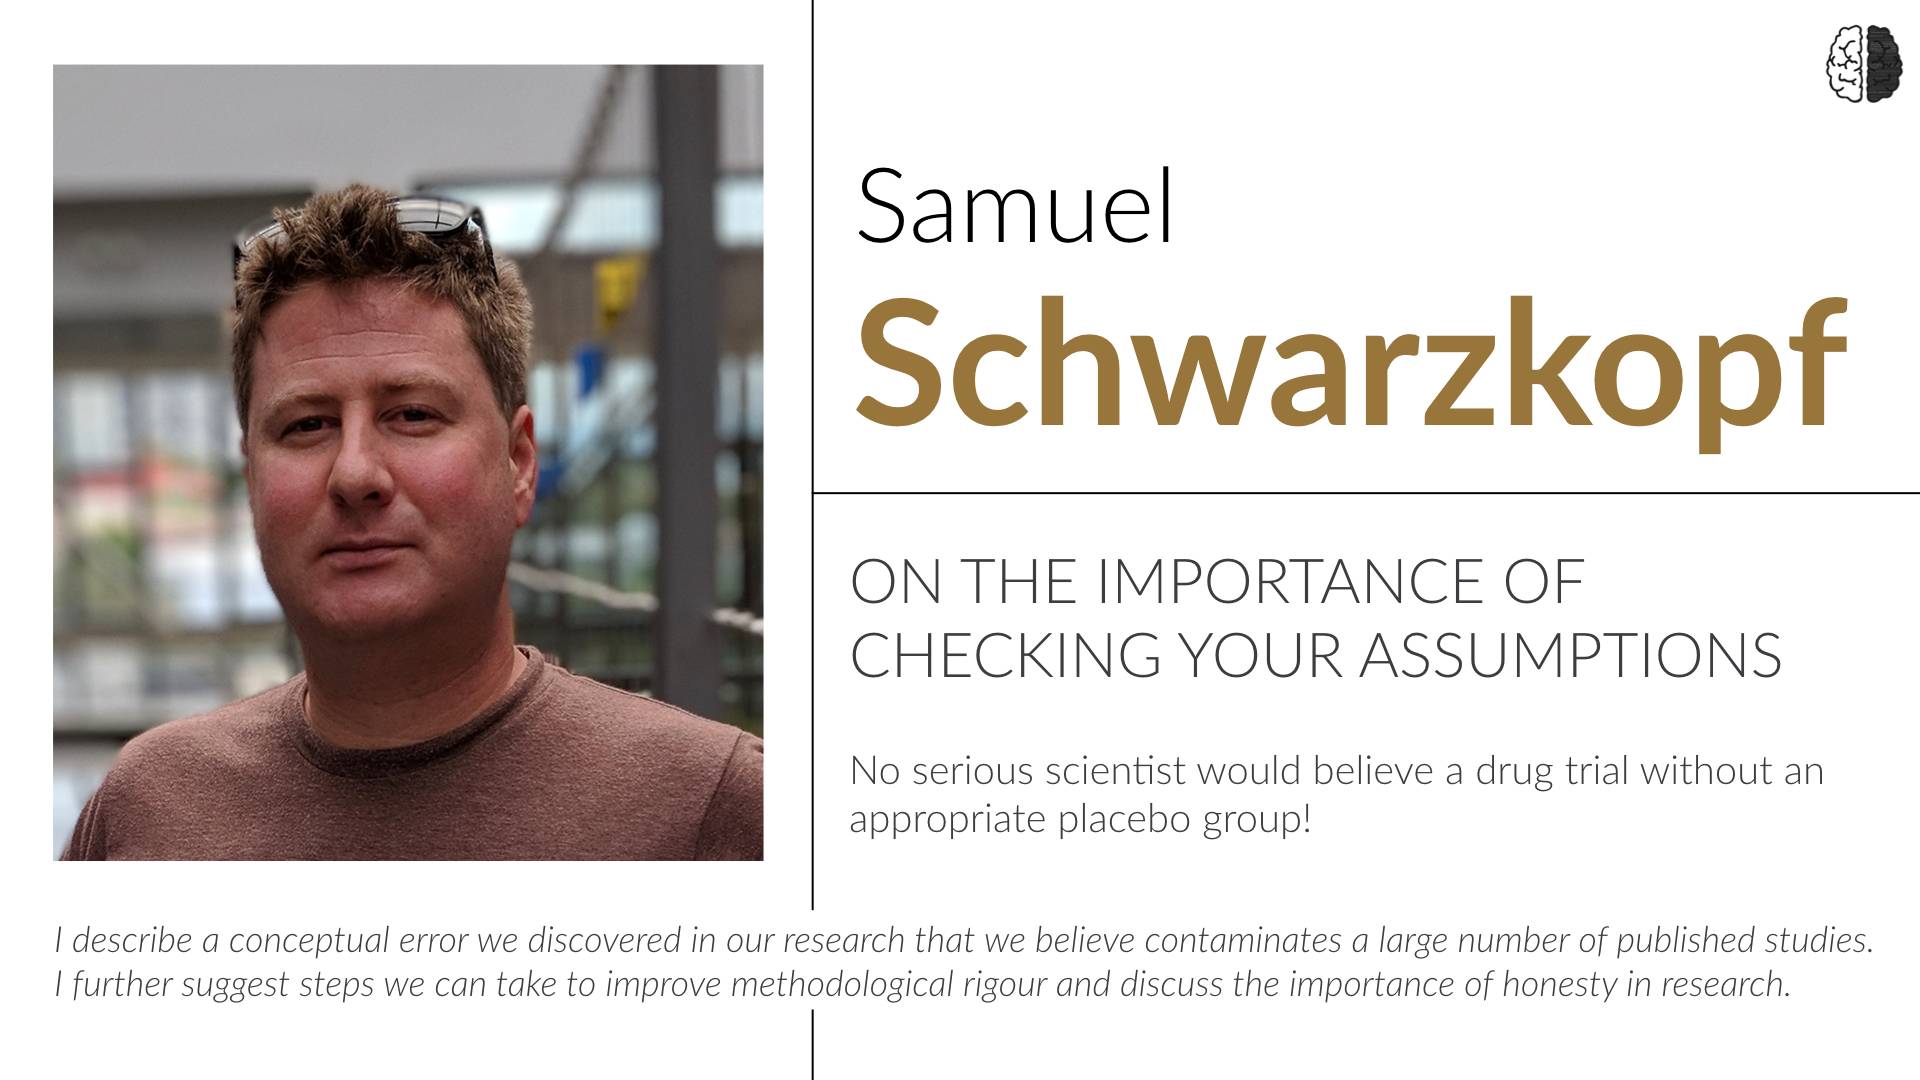 Samuel
Schwarzkopf
ON THE IMPORTANCE OF
CHECKING YOUR ASSUMPTIONS
No serious scientist would believe a drug trial without an
appropriate placebo group!
I describe a conceptual error we discovered in our research that we believe contaminates a large number of published studies.
I further suggest steps we can take to improve methodological rigour and discuss the importance of honesty in research.